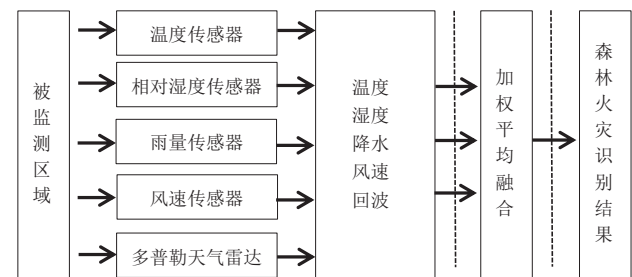 被监测区域
温度传感器
相对湿度传感器
雨量传感器
风速传感器
多普勒天气雷达
温度
湿度
降水
风速
回波
加权平均融合
森林火灾识别结果